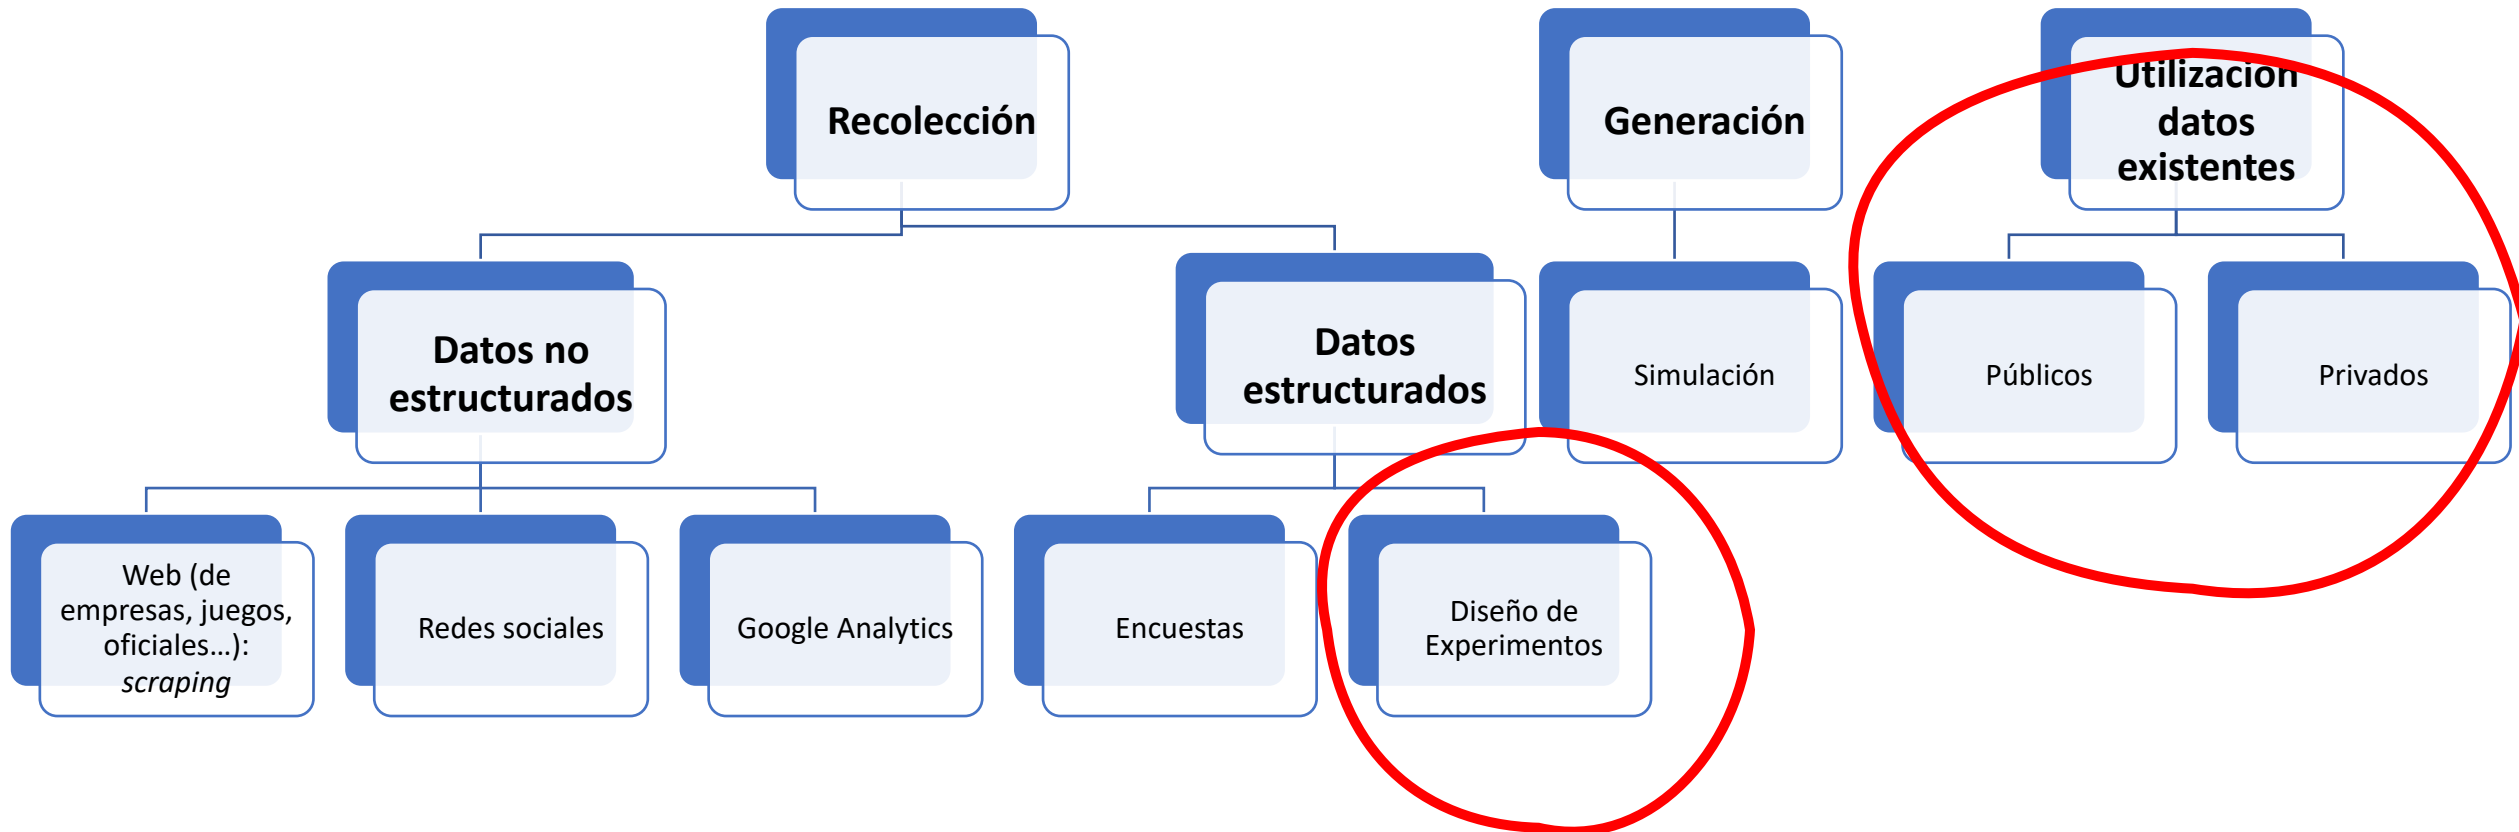 Recolección
Generación
Utilización
datos
existentes
Datos no
estructurados
Datos
estructurados
Simulación
Públicos
Privados
Web (de
empresas, juegos,
oficiales…):
scraping
Redes sociales
Google Analytics
Encuestas
Diseño de
Experimentos